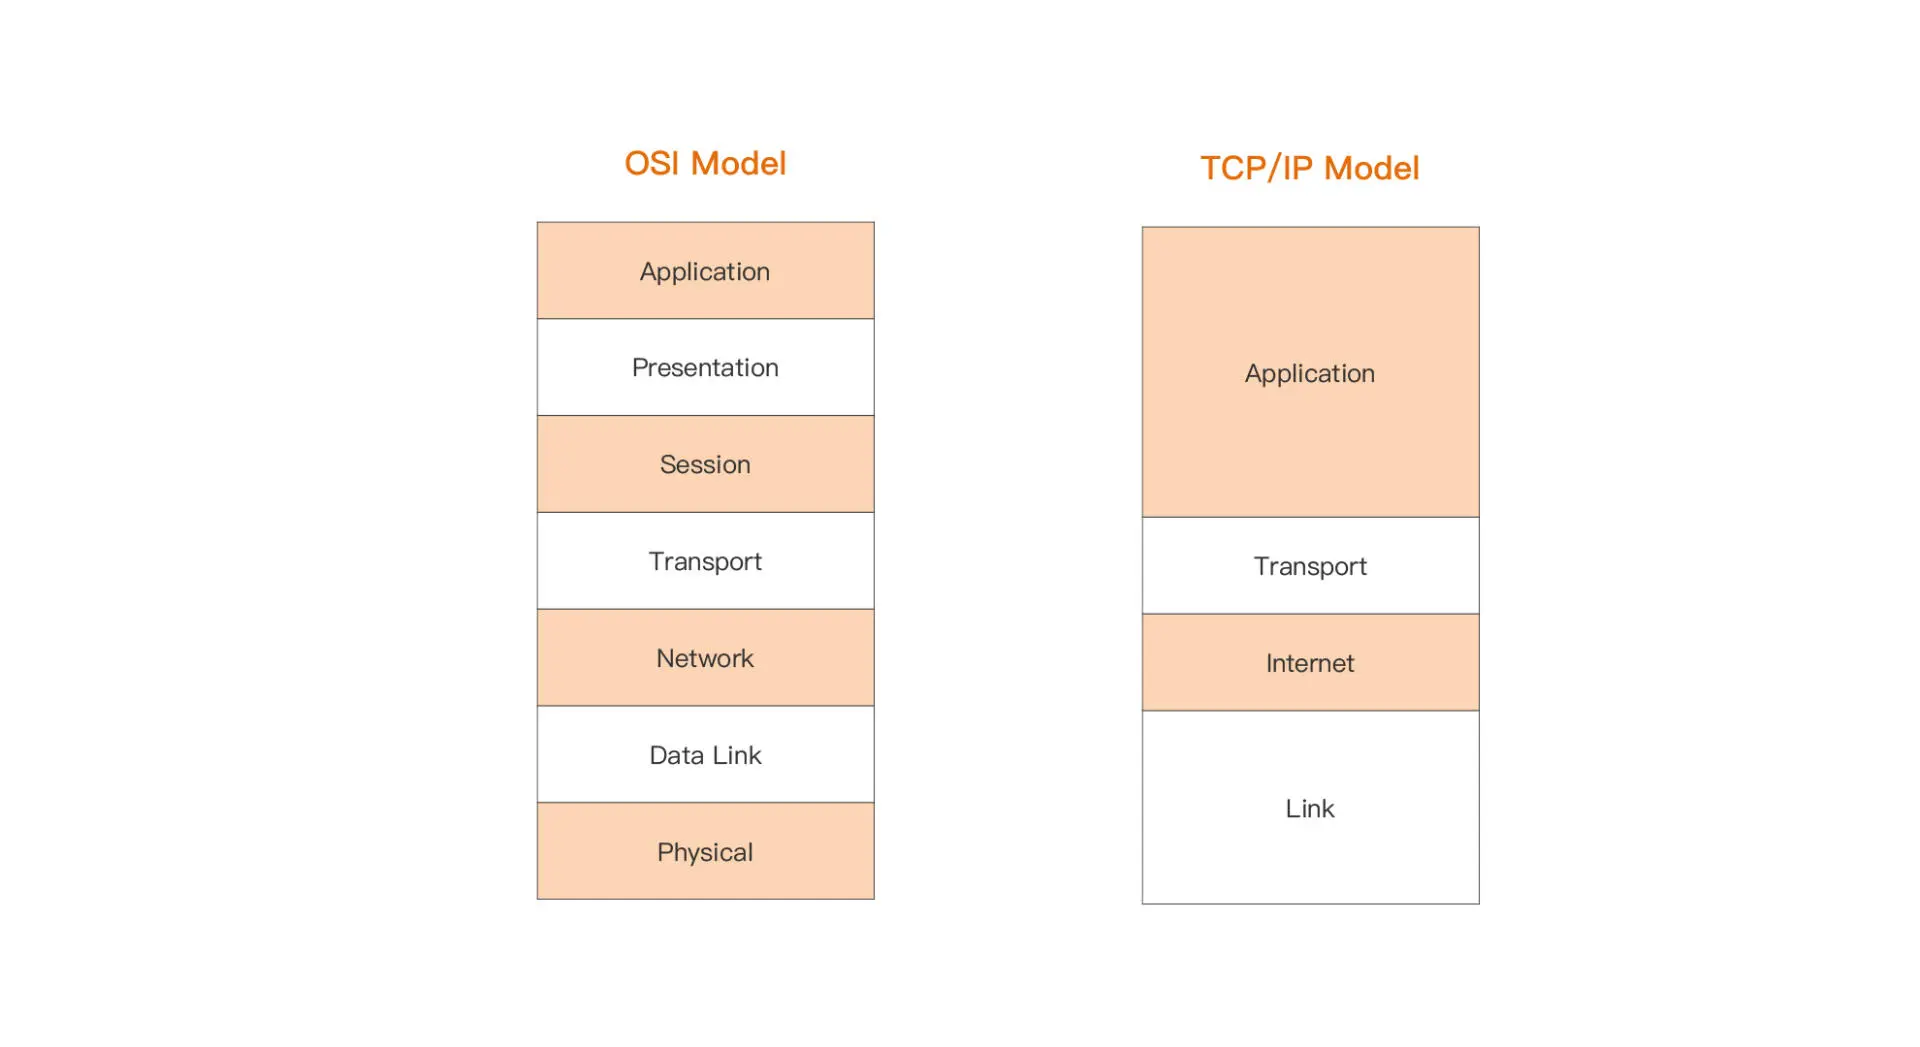 OSI Model
Application
Presentation
Session
Transport
Network
Data Link
Physical
TCP/IP Model
Application
Transport
Internet
Link